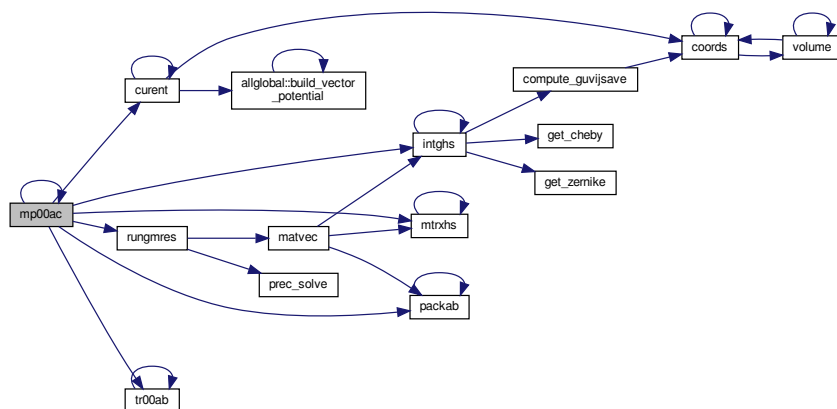 coords
volume
curent
allglobal::build_vector
_potential
compute_guvijsave
intghs
get_cheby
get_zernike
mp00ac
mtrxhs
rungmres
matvec
prec_solve
packab
tr00ab